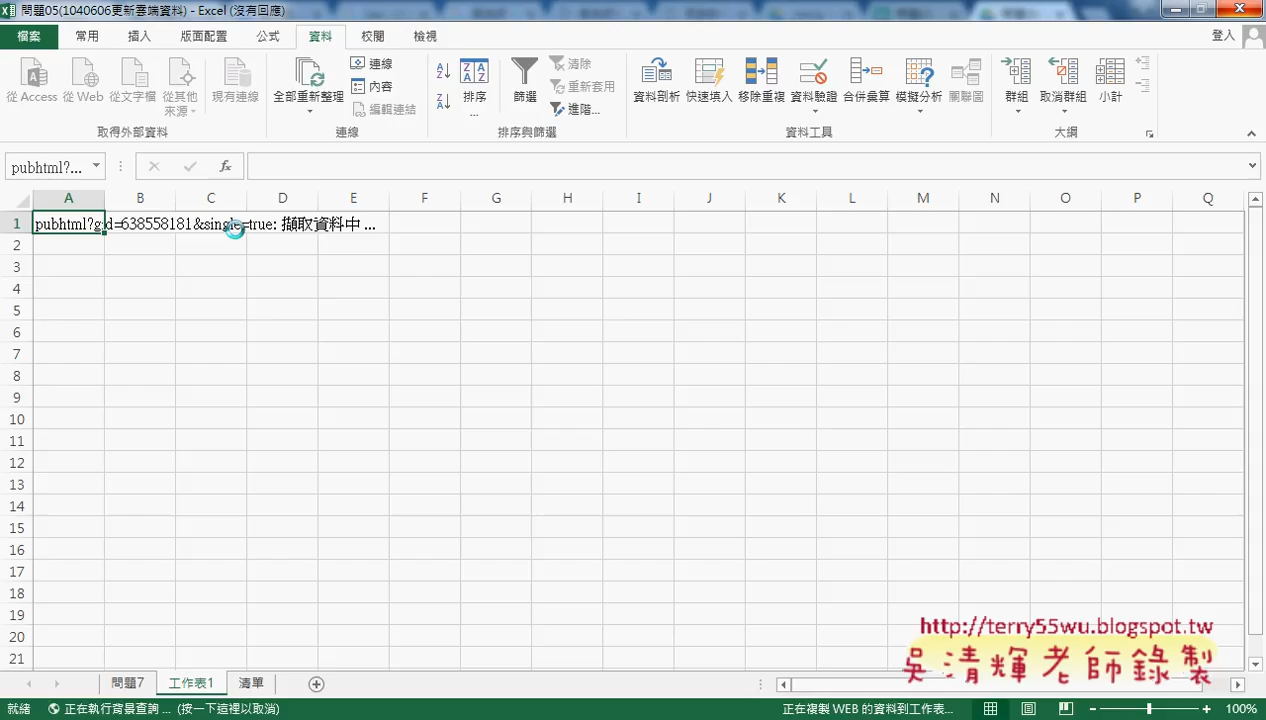 問題05(1040606更新雲端資料) - Excel (沒有回應)
檔案 常用 插入 版面配置 公式 資料 校閱 檢視 登入
從 Access 從 Web 從文字檔 從其他來源 現有連線 全部重新整理 連線 內容 編輯連結 排序... 篩選 清除 重新套用 進階... 資料剖析 快速填入 移除重複 資料驗證 合併彙算 模擬分析 關聯圖 群組 取消群組 小計
取得外部資料 連線 排序與篩選 資料工具 大綱
pubhtml?... fx
A B C D E F G H I J K L M N O P Q
1 pubhtml?gid=638558181&single=true: 擷取資料中 ...
2
3
4
5
6
7
8
9
10
11
12
13
14
15
16
17
18
19
20
21
http://terry55wu.blogspot.tw
吳清輝老師錄製
問題7 工作表1 清單
就緒 正在執行背景查詢 ... (按一下這裡以取消) 正在複製 WEB 的資料到工作表... 100%